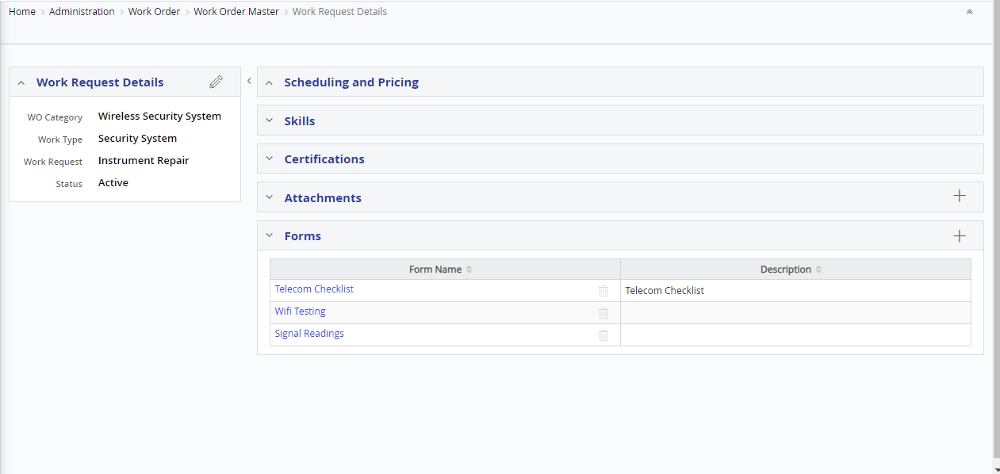 Home > Administration > Work Order > Work Order Master > Work Request Details
Work Request Details
WO Category Wireless Security System
Work Type Security System
Work Request Instrument Repair
Status Active
Scheduling and Pricing
Skills
Certifications
Attachments
Forms
Form Name Description
Telecom Checklist Telecom Checklist
Wifi Testing
Signal Readings